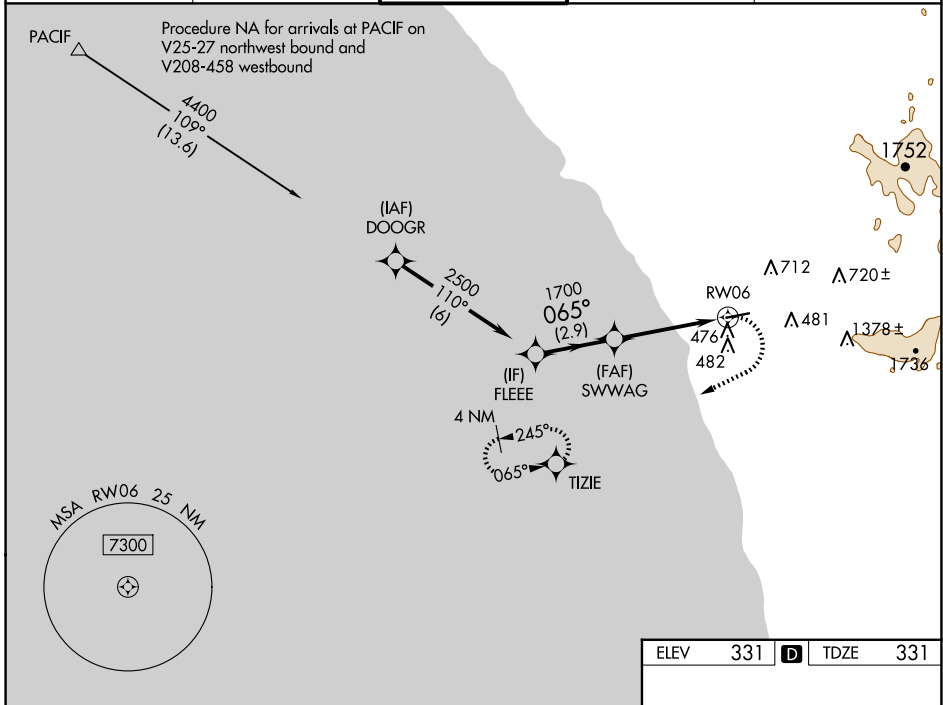 PACIF
Procedure NA for arrivals at PACIF on
V25-27 northwest bound and
V208-458 westbound
4400
109°
(13.6)
1752
(IAF)
DOOGR
2500
110°
(6)
1700
065°
(2.9)
712
720±
RW06
481
1378±
476
482
1736
(IF)
FLEEE
(FAF)
SWWAG
4 NM
245°
065°
TIZIE
MSA RW06 25 NM
7300
ELEV 331 D TDZE 331